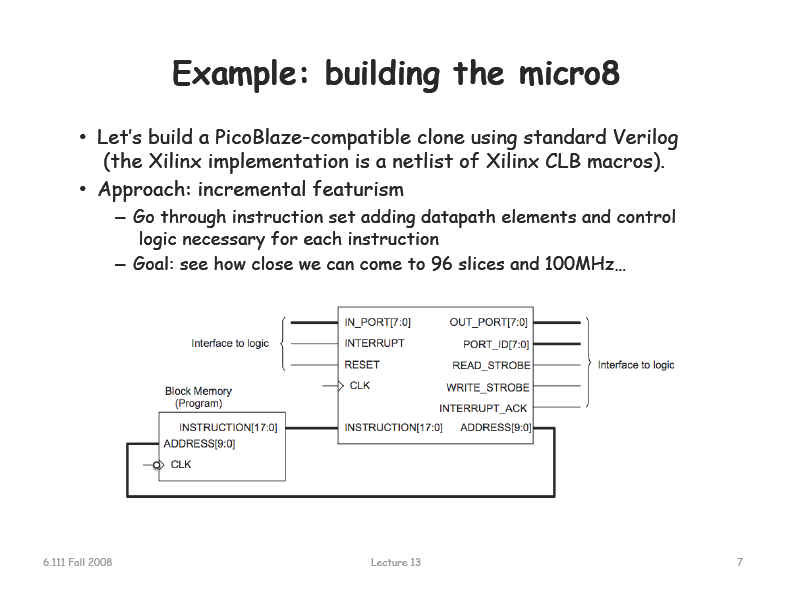 Example: building the micro8
• Let's build a PicoBlaze-compatible clone using standard Verilog
(the Xilinx implementation is a netlist of Xilinx CLB macros).
• Approach: incremental featurism
– Go through instruction set adding datapath elements and control
logic necessary for each instruction
– Goal: see how close we can come to 96 slices and 100MHz…
Interface to logic
IN_PORT[7:0]
INTERRUPT
RESET
CLK
INSTRUCTION[17:0]
OUT_PORT[7:0]
PORT_ID[7:0]
READ_STROBE
WRITE_STROBE
INTERRUPT_ACK
ADDRESS[9:0]
Interface to logic
Block Memory
(Program)
INSTRUCTION[17:0]
ADDRESS[9:0]
CLK
6.111 Fall 2008
Lecture 13
7